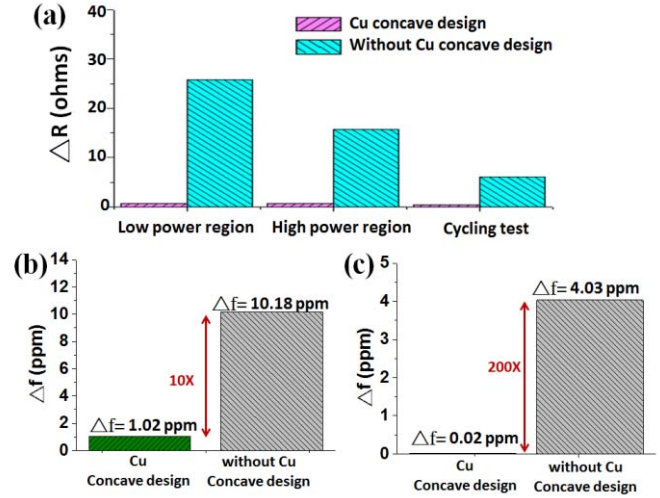 (a)
Cu concave design
Without Cu concave design
△R (ohms)
40
30
20
10
0
Low power region
High power region
Cycling test
(b)
Δf (ppm)
14
12
10
8
6
4
2
0
△f= 10.18 ppm
10X
△f= 1.02 ppm
Cu
Concave design
without Cu
Concave design
(c)
Δf (ppm)
5
4
3
2
1
0
△f= 4.03 ppm
200X
△f= 0.02 ppm
Cu
Concave design
without Cu
Concave design